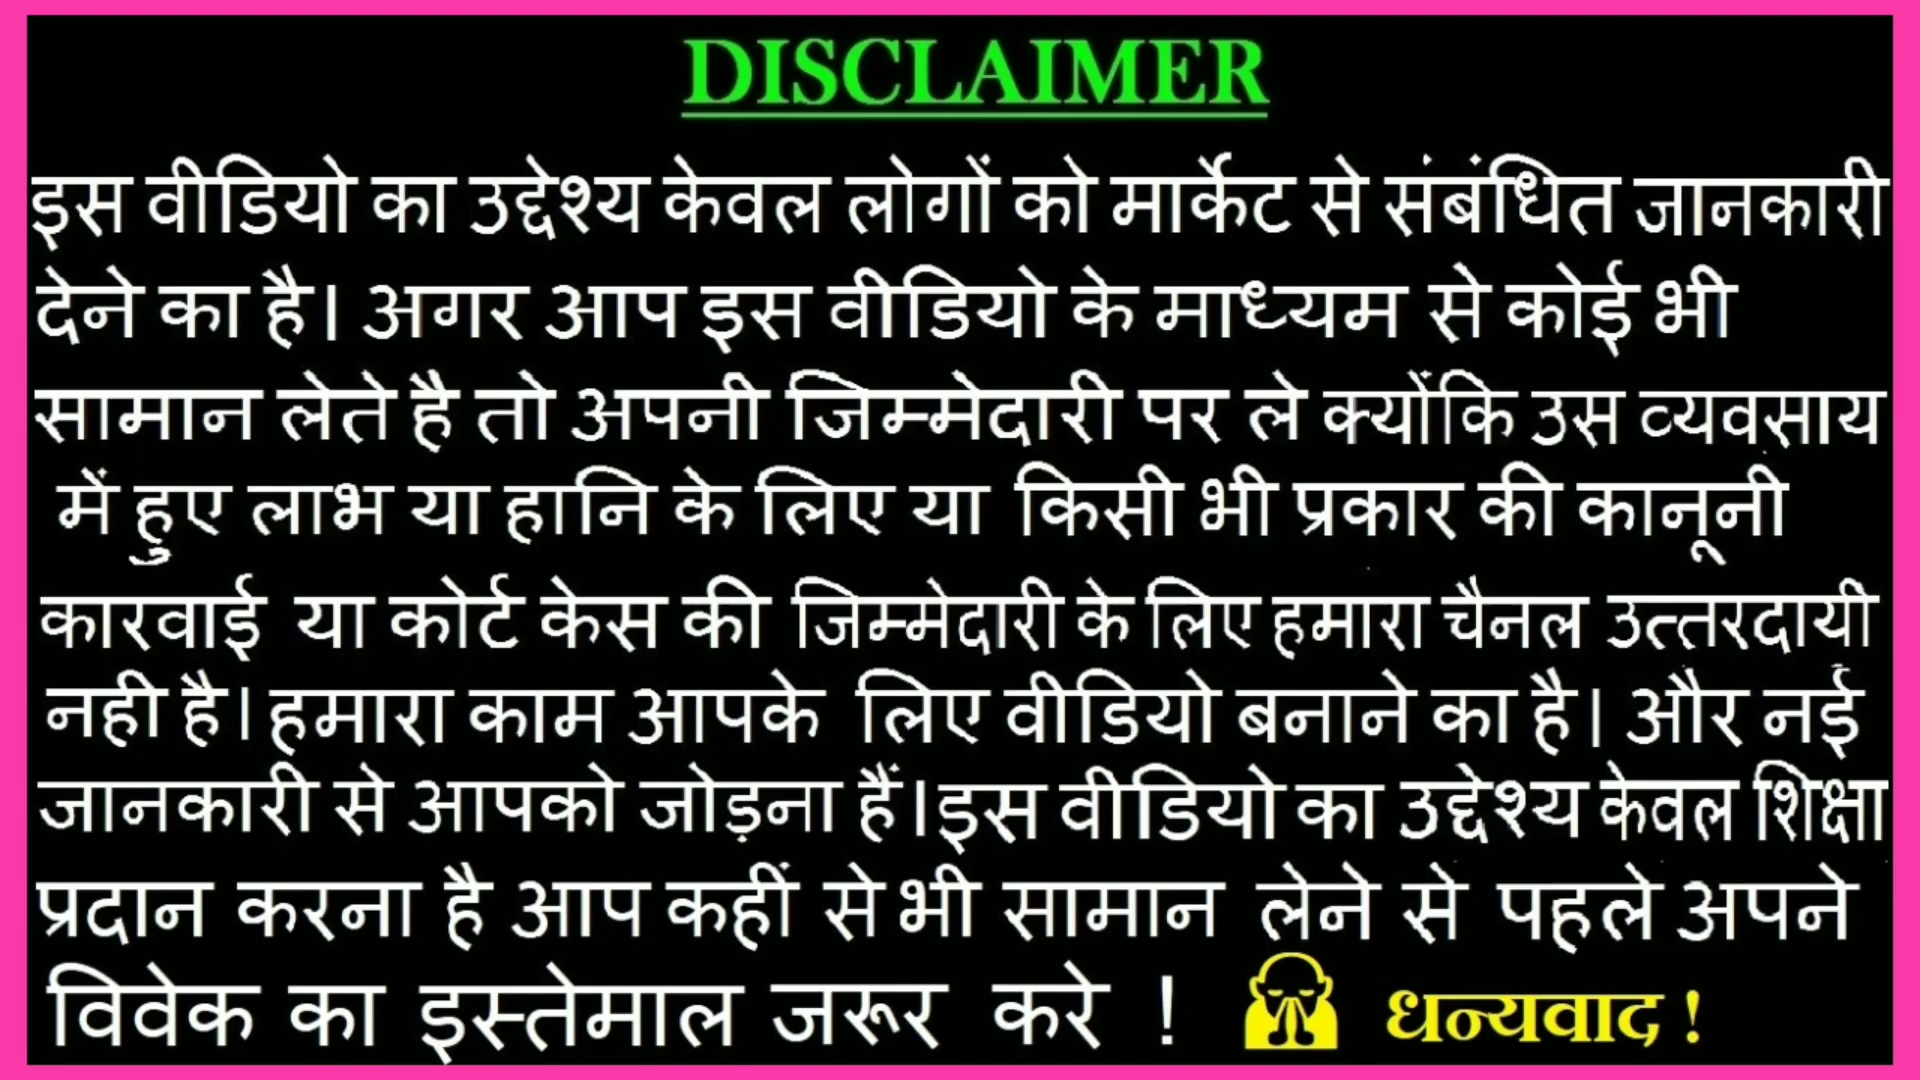 DISCLAIMER
इस वीडियो का उद्देश्य केवल लोगों को मार्केट से संबंधित जानकारी
देने का है। अगर आप इस वीडियो के माध्यम से कोई भी
सामान लेते है तो अपनी जिम्मेदारी पर ले क्योंकि उस व्यवसाय
में हुए लाभ या हानि के लिए या किसी भी प्रकार की कानूनी
कारवाई या कोर्ट केस की जिम्मेदारी के लिए हमारा चैनल उत्तरदायी
नही है। हमारा काम आपके लिए वीडियो बनाने का है। और नई
जानकारी से आपको जोड़ना हैं।इस वीडियो का उद्देश्य केवल शिक्षा
प्रदान करना है आप कहीं से भी सामान लेने से पहले अपने
विवेक का इस्तेमाल जरूर करे ! धन्यवाद !